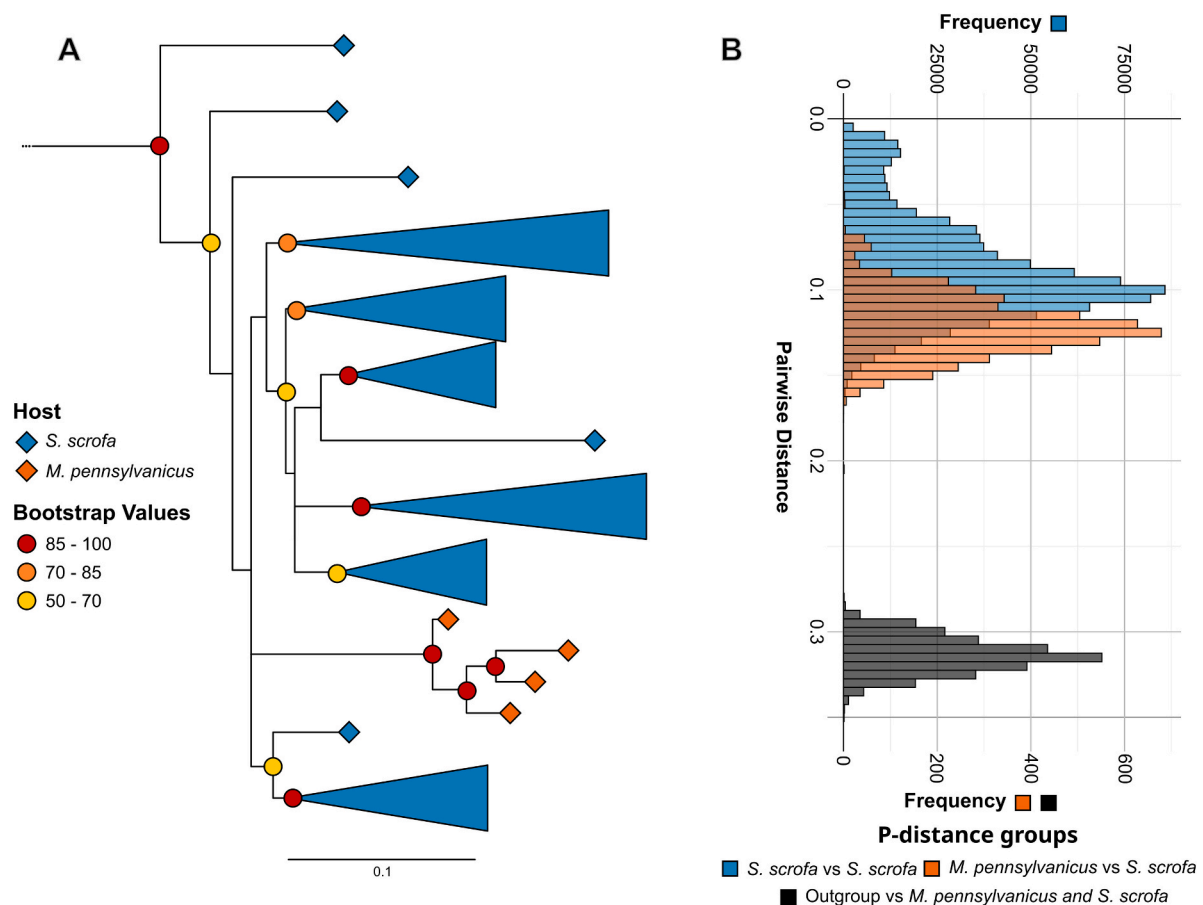 A
Host
S. scrofa
M. pennsylvanicus
Bootstrap Values
85 - 100
70 - 85
50 - 70
0.1
B
Frequency
0
25000
50000
75000
0.0
0.1
0.2
0.3
Pairwise Distance
0
200
400
600
Frequency
P-distance groups
S. scrofa vs S. scrofa M. pennsylvanicus vs S. scrofa
Outgroup vs M. pennsylvanicus and S. scrofa